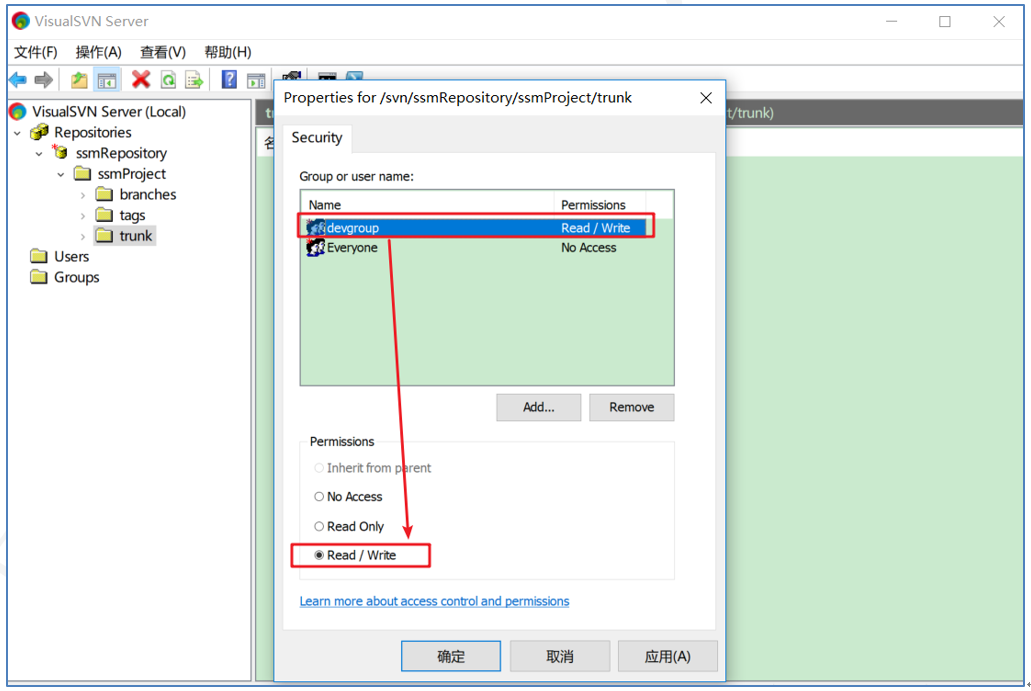 VisualSVN Server
文件(F) 操作(A) 查看(V) 帮助(H)
Properties for /svn/ssmRepository/ssmProject/trunk
VisualSVN Server (Local)
Repositories
ssmRepository
ssmProject
branches
tags
trunk
Users
Groups
t/trunk)
名
Security
Group or user name:
Name Permissions
devgroup Read / Write
Everyone No Access
Add... Remove
Permissions
Inherit from parent
No Access
Read Only
Read / Write
Learn more about access control and permissions
确定 取消 应用(A)